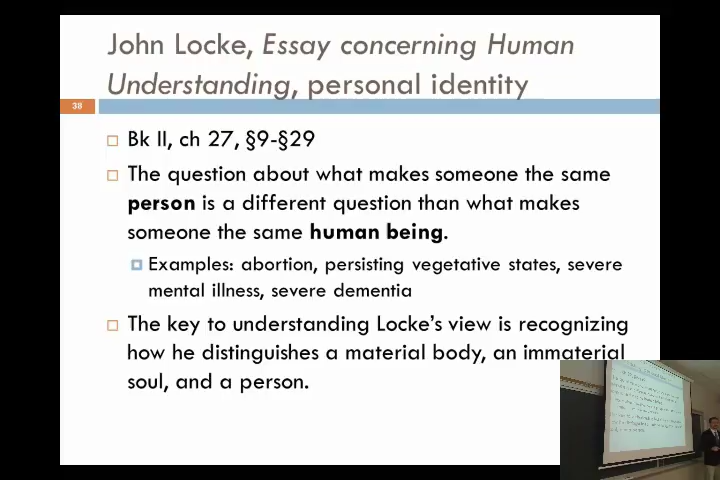 John Locke, Essay concerning Human
Understanding, personal identity
38
Bk II, ch 27, §9-§29
The question about what makes someone the same
person is a different question than what makes
someone the same human being.
Examples: abortion, persisting vegetative states, severe
mental illness, severe dementia
The key to understanding Locke's view is recognizing
how he distinguishes a material body, an immaterial
soul, and a person.